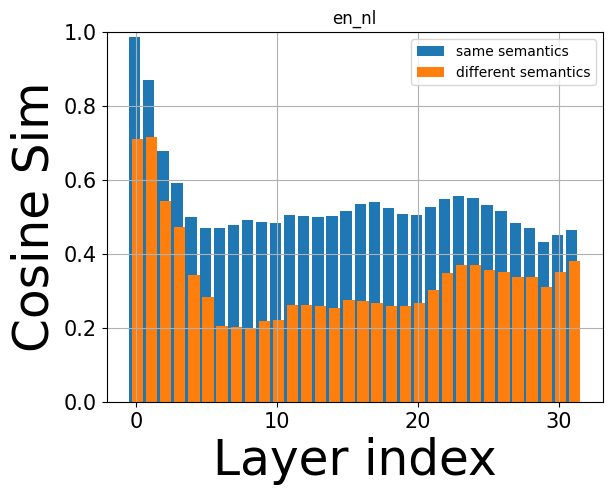 en_nl
same semantics
different semantics
Cosine Sim
1.0
0.8
0.6
0.4
0.2
0.0
0 10 20 30
Layer index